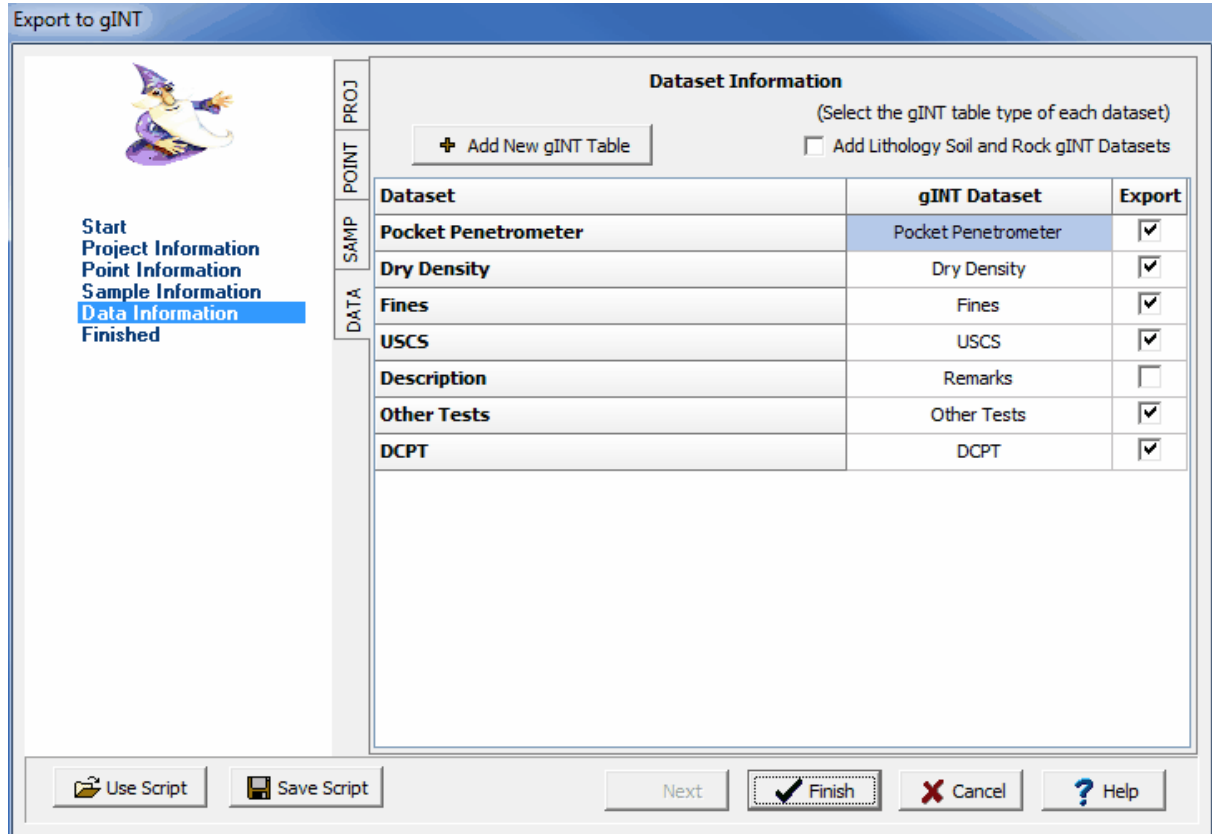 Export to gINT
Start
Project Information
Point Information
Sample Information
Data Information
Finished
PROJ
POINT
SAMP
DATA
Dataset Information
(Select the gINT table type of each dataset)
Add New gINT Table
Add Lithology Soil and Rock gINT Datasets
Dataset gINT Dataset Export
Pocket Penetrometer Pocket Penetrometer
Dry Density Dry Density
Fines Fines
USCS USCS
Description Remarks
Other Tests Other Tests
DCPT DCPT
Use Script Save Script Next Finish Cancel Help